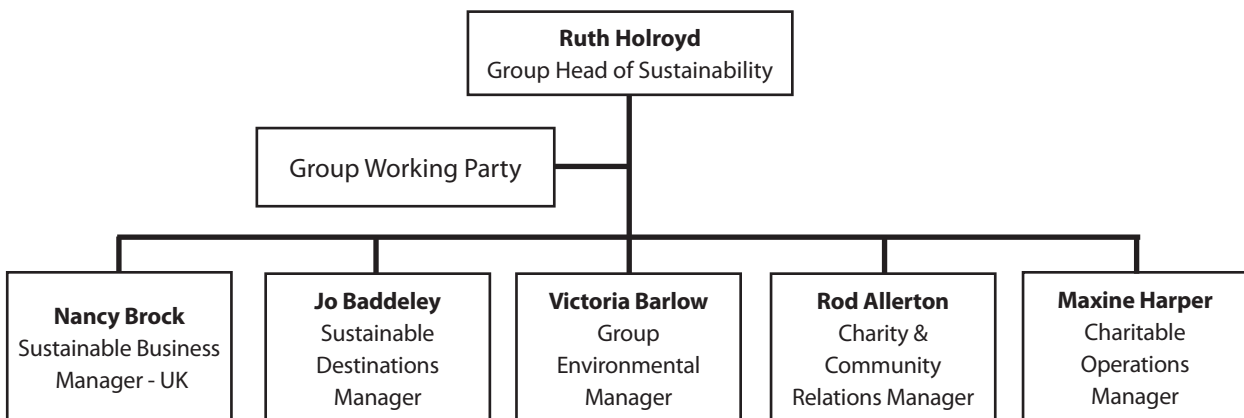 Ruth Holroyd
Group Head of Sustainability
Group Working Party
Nancy Brock
Sustainable Business
Manager - UK
Jo Baddeley
Sustainable
Destinations
Manager
Victoria Barlow
Group
Environmental
Manager
Rod Allerton
Charity &
Community
Relations Manager
Maxine Harper
Charitable
Operations
Manager